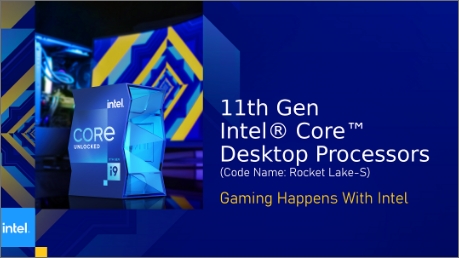 11th Gen
Intel® Core™
Desktop Processors
(Code Name: Rocket Lake-S)
Gaming Happens With Intel
intel.
CORE
UNLOCKED
i9
intel.